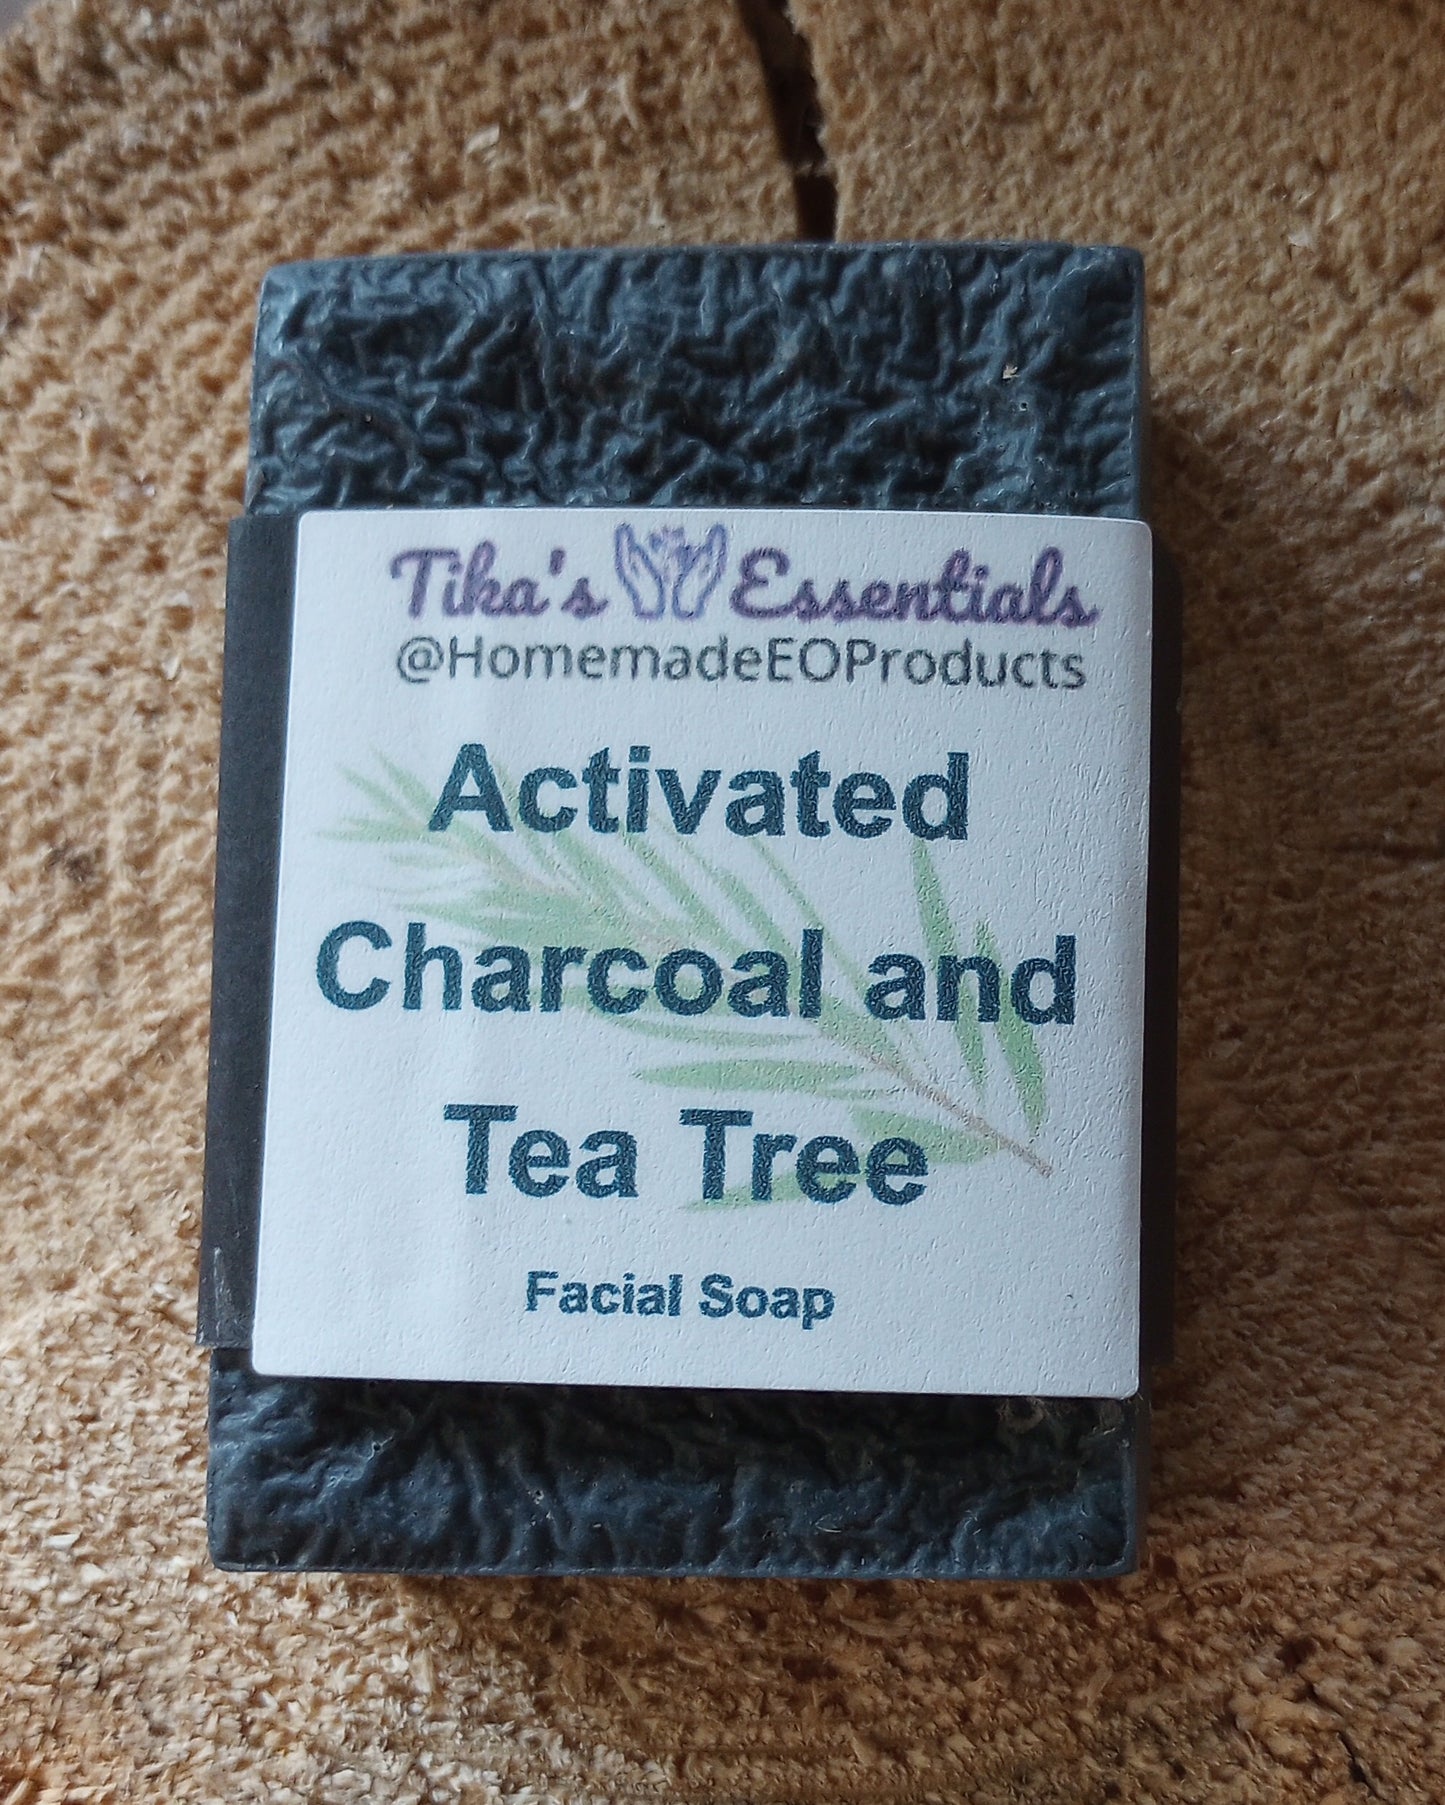 Tika's Essentials
@HomemadeEOProducts
Activated
Charcoal and
Tea Tree
Facial Soap